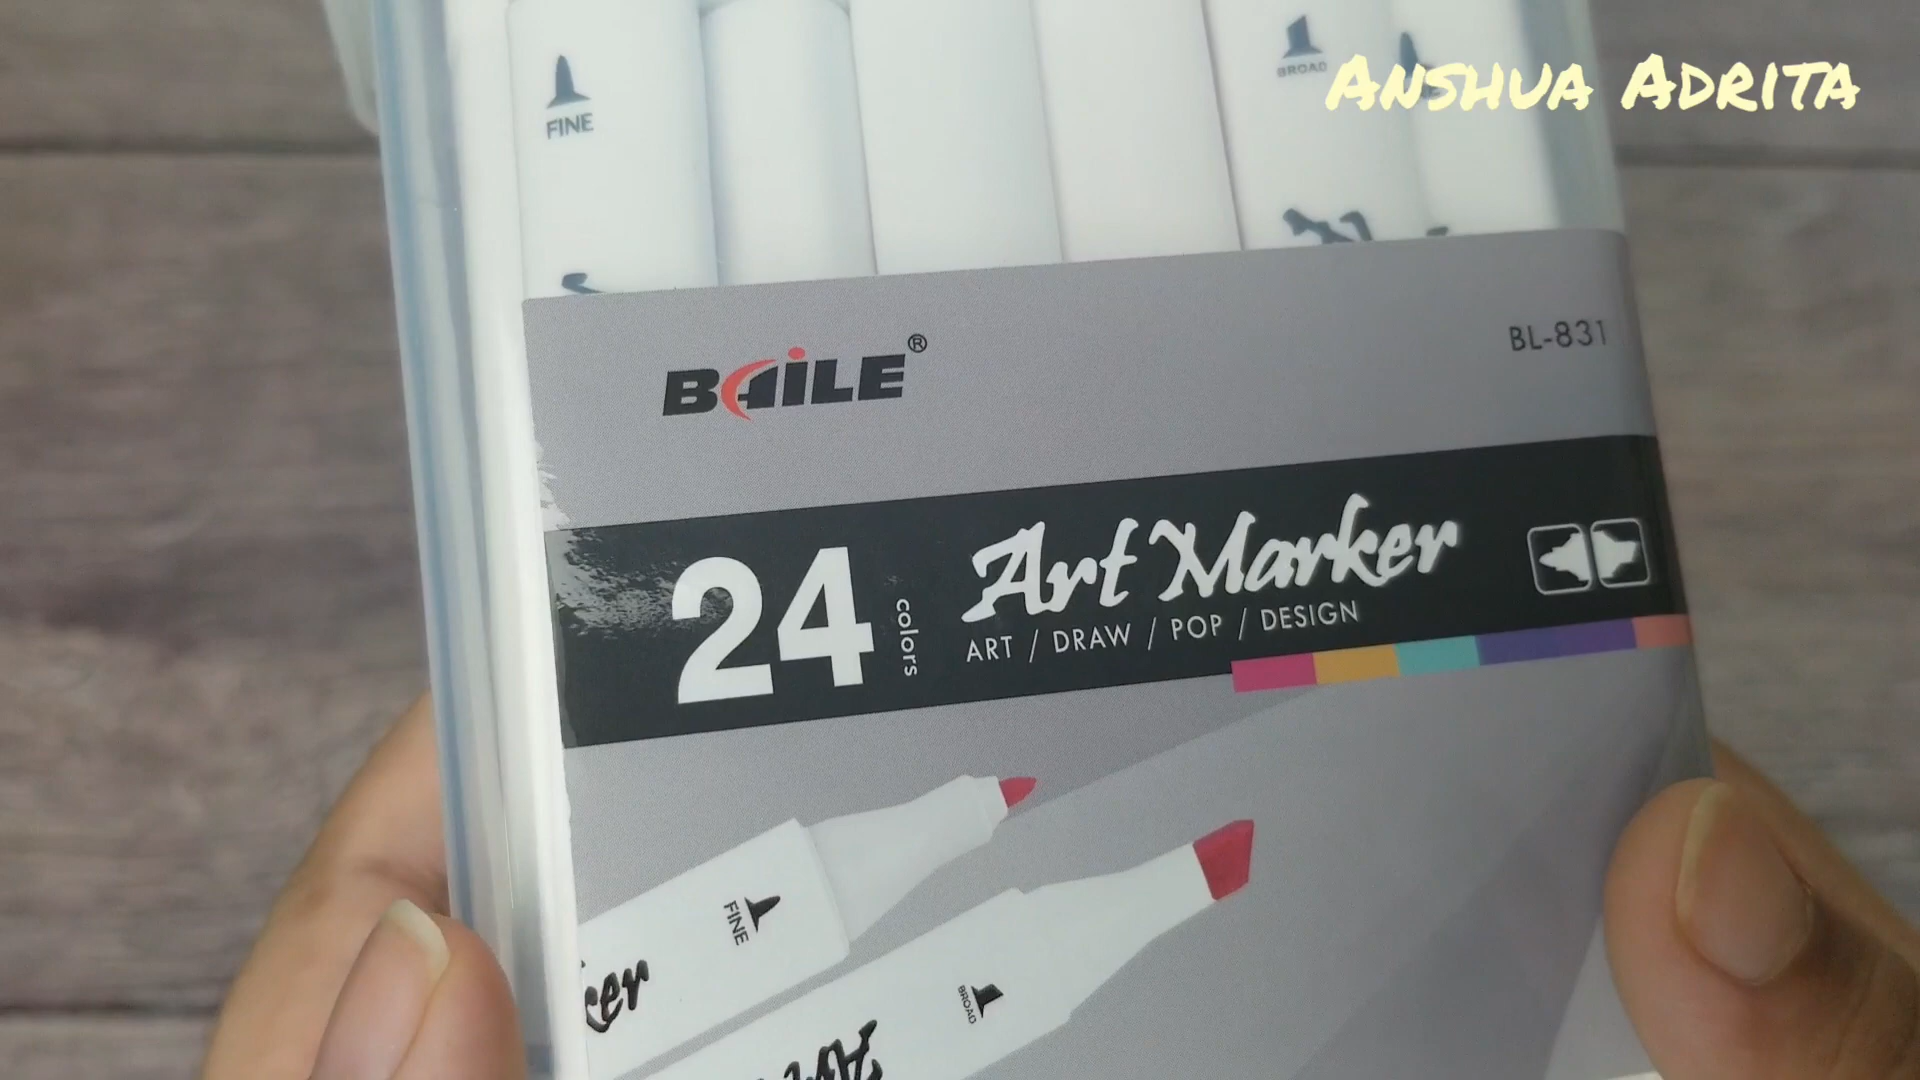 FINE
BROAD
ANSHUA ADRITA
BAILE®
BL-831
24 colors
Art Marker
ART / DRAW / POP / DESIGN
FINE
BROAD